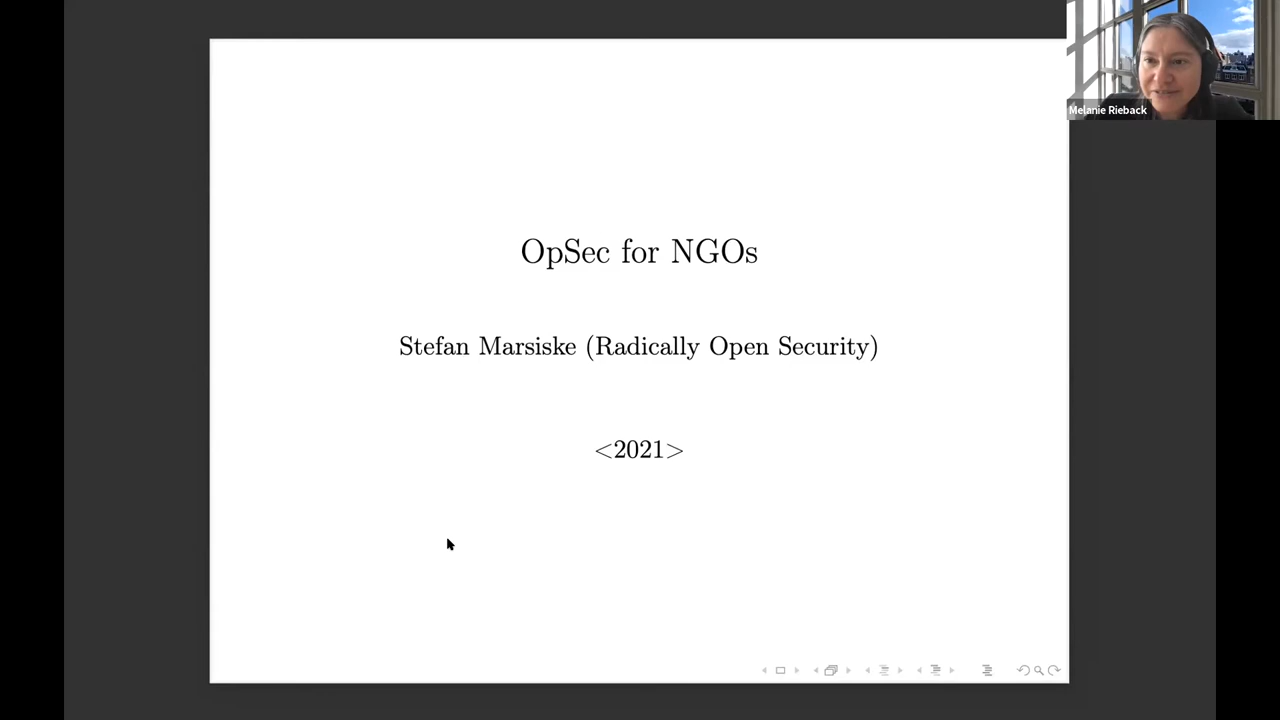 OpSec for NGOs
Stefan Marsiske (Radically Open Security)
<2021>
Melanie Rieback